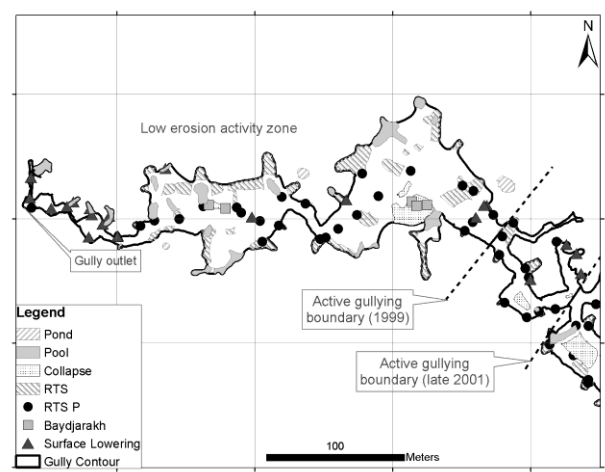 N
Low erosion activity zone
Gully outlet
Active gullying
boundary (1999)
Active gullying
boundary (late 2001)
Legend
Pond
Pool
Collapse
RTS
RTS P
Baydjarakh
Surface Lowering
Gully Contour
100
Meters